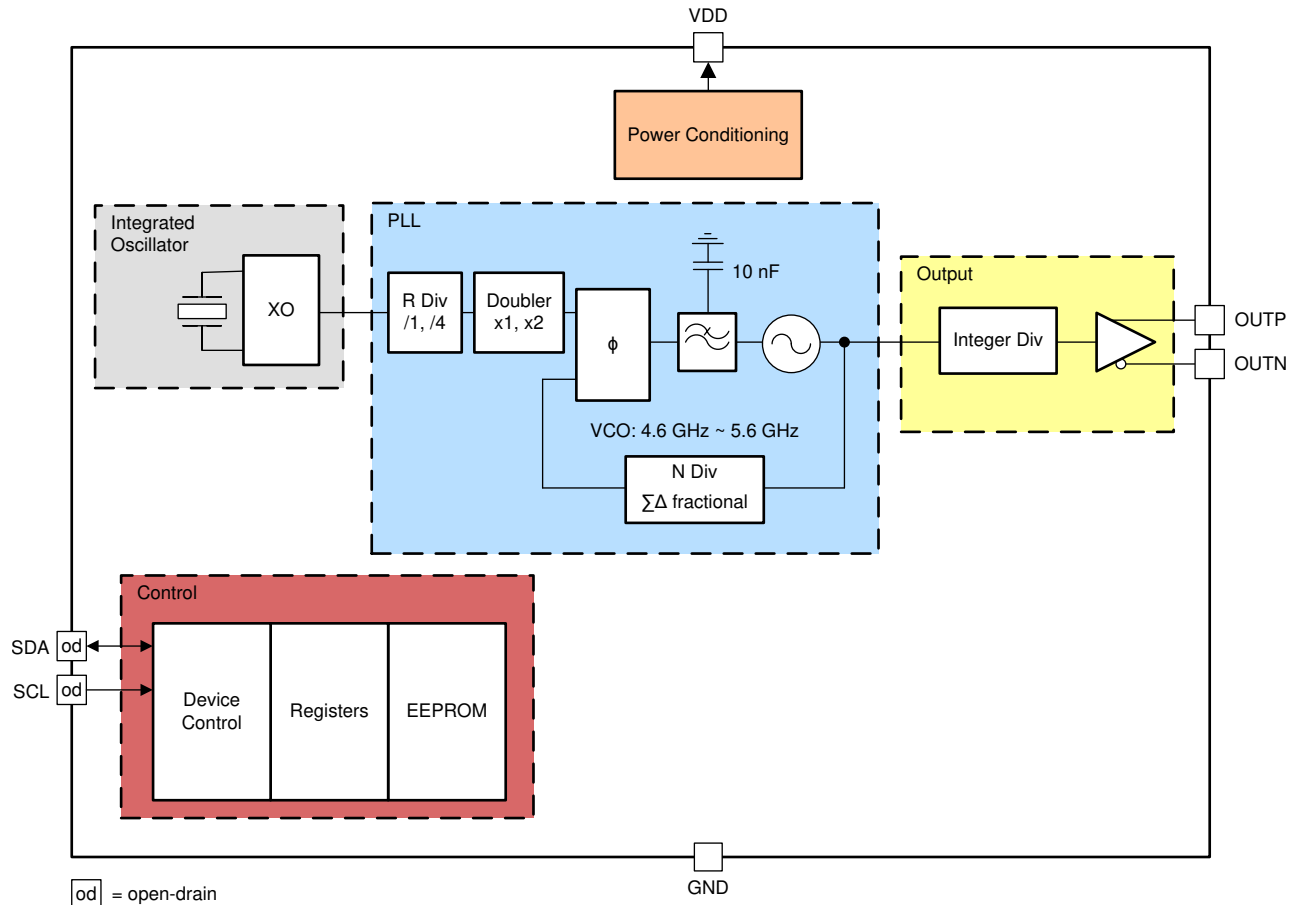 VDD
Power Conditioning
Integrated
Oscillator
XO
PLL
R Div
/1, /4
Doubler
x1, x2
ϕ
10 nF
VCO: 4.6 GHz ~ 5.6 GHz
N Div
∑Δ fractional
Output
Integer Div
OUTP
OUTN
Control
SDA
od
SCL
od
Device
Control
Registers
EEPROM
GND
od = open-drain